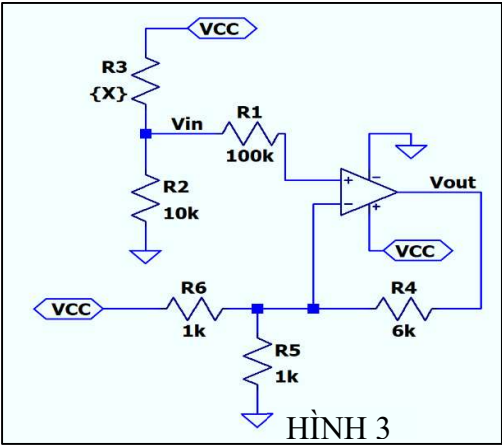 VCC
R3
{X}
Vin
R1
100k
R2
10k
+
−
−
+
Vout
VCC
VCC
R6
1k
R4
6k
R5
1k
HÌNH 3